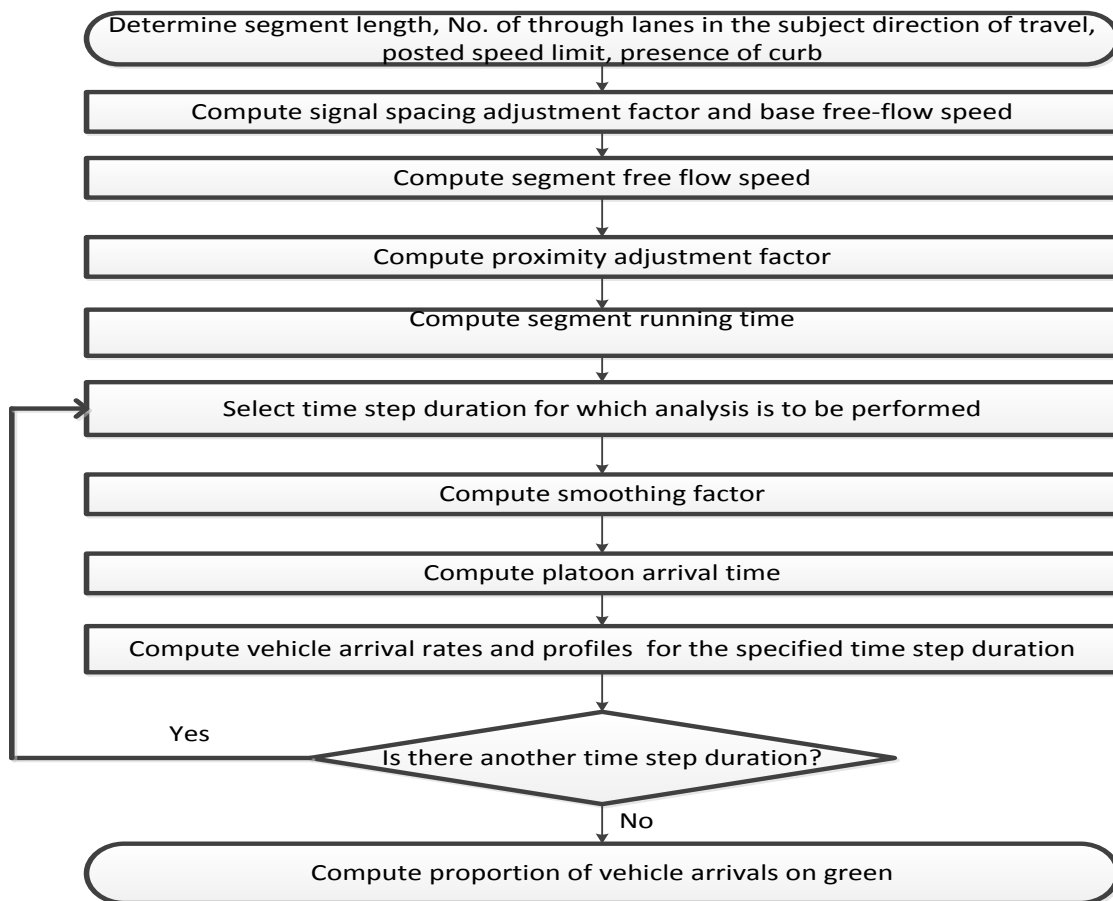 Determine segment length, No. of through lanes in the subject direction of travel,
posted speed limit, presence of curb
Compute signal spacing adjustment factor and base free-flow speed
Compute segment free flow speed
Compute proximity adjustment factor
Compute segment running time
Select time step duration for which analysis is to be performed
Compute smoothing factor
Compute platoon arrival time
Compute vehicle arrival rates and profiles for the specified time step duration
Yes
Is there another time step duration?
No
Compute proportion of vehicle arrivals on green